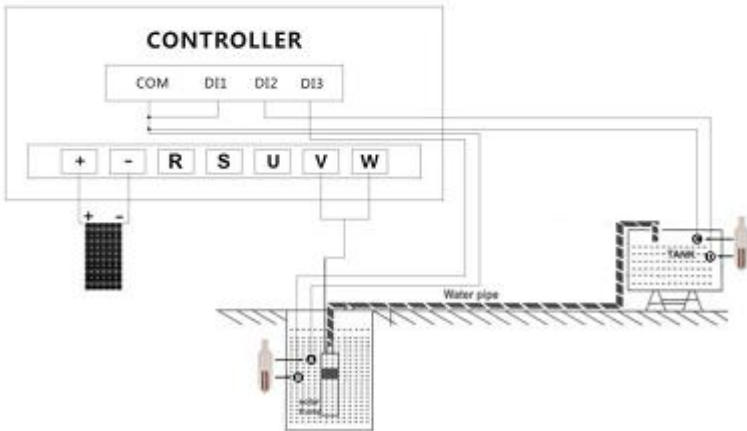 CONTROLLER
COM DI1 DI2 DI3
+ - R S U V W
+ -
TANK
Water pipe
A
B